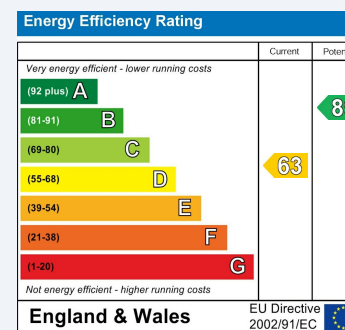 Energy Efficiency Rating
Current
Very energy efficient - lower running costs
(92 plus) A
(81-91) B
(69-80) C
(55-68) D
63
(39-54) E
(21-38) F
(1-20) G
Not energy efficient - higher running costs
England & Wales
EU Directive
2002/91/EC